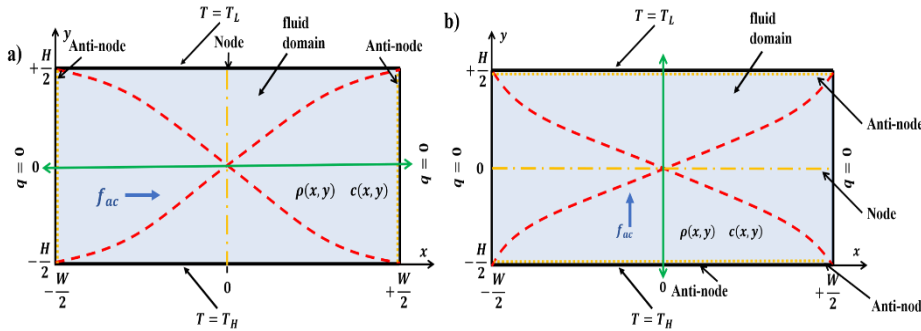 a)
y
T = T_L
Node
fluid
domain
Anti-node
Anti-node
+H/2
0
-H/2
q = 0
q = 0
f_ac
ρ(x, y) c(x, y)
x
-W/2
0
+W/2
T = T_H
b)
y
T = T_L
fluid
domain
+H/2
0
-H/2
q = 0
q = 0
Anti-node
Node
f_ac
ρ(x, y) c(x, y)
x
-W/2
0
+W/2
Anti-node
Anti-nod
T = T_H